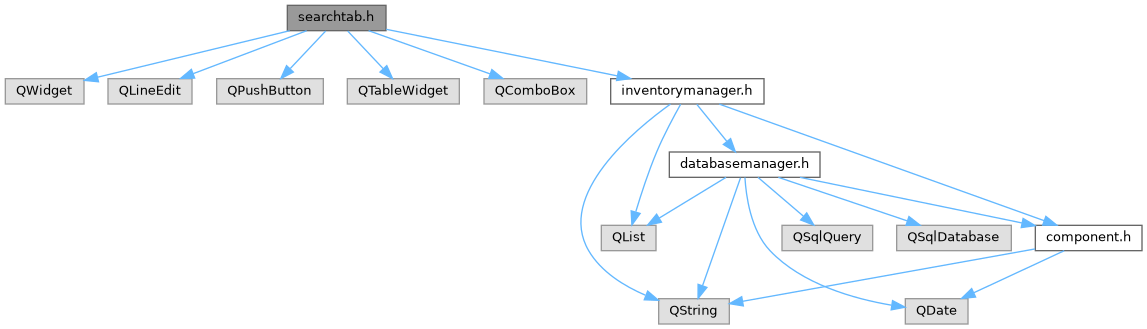 searchtab.h
QWidget
QLineEdit
QPushButton
QTableWidget
QComboBox
inventorymanager.h
databasemanager.h
QList
QSqlQuery
QSqlDatabase
component.h
QString
QDate